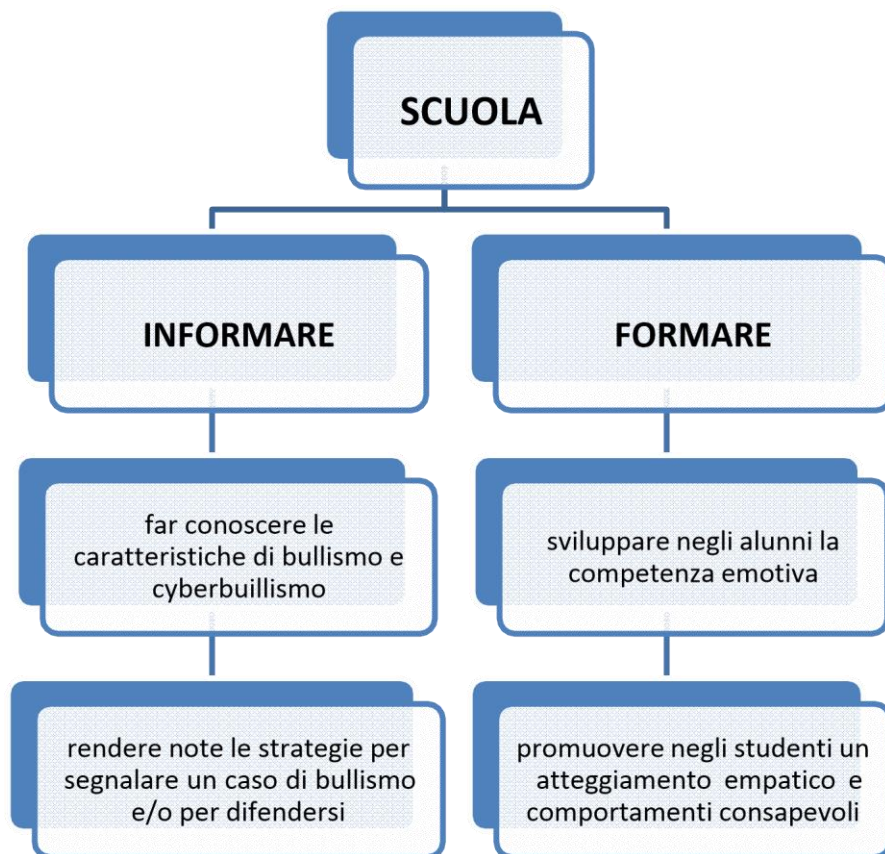 SCUOLA
INFORMARE
FORMARE
far conoscere le
caratteristiche di bullismo e
cyberbuillismo
sviluppare negli alunni la
competenza emotiva
rendere note le strategie per
segnalare un caso di bullismo
e/o per difendersi
promuovere negli studenti un
atteggiamento empatico e
comportamenti consapevoli